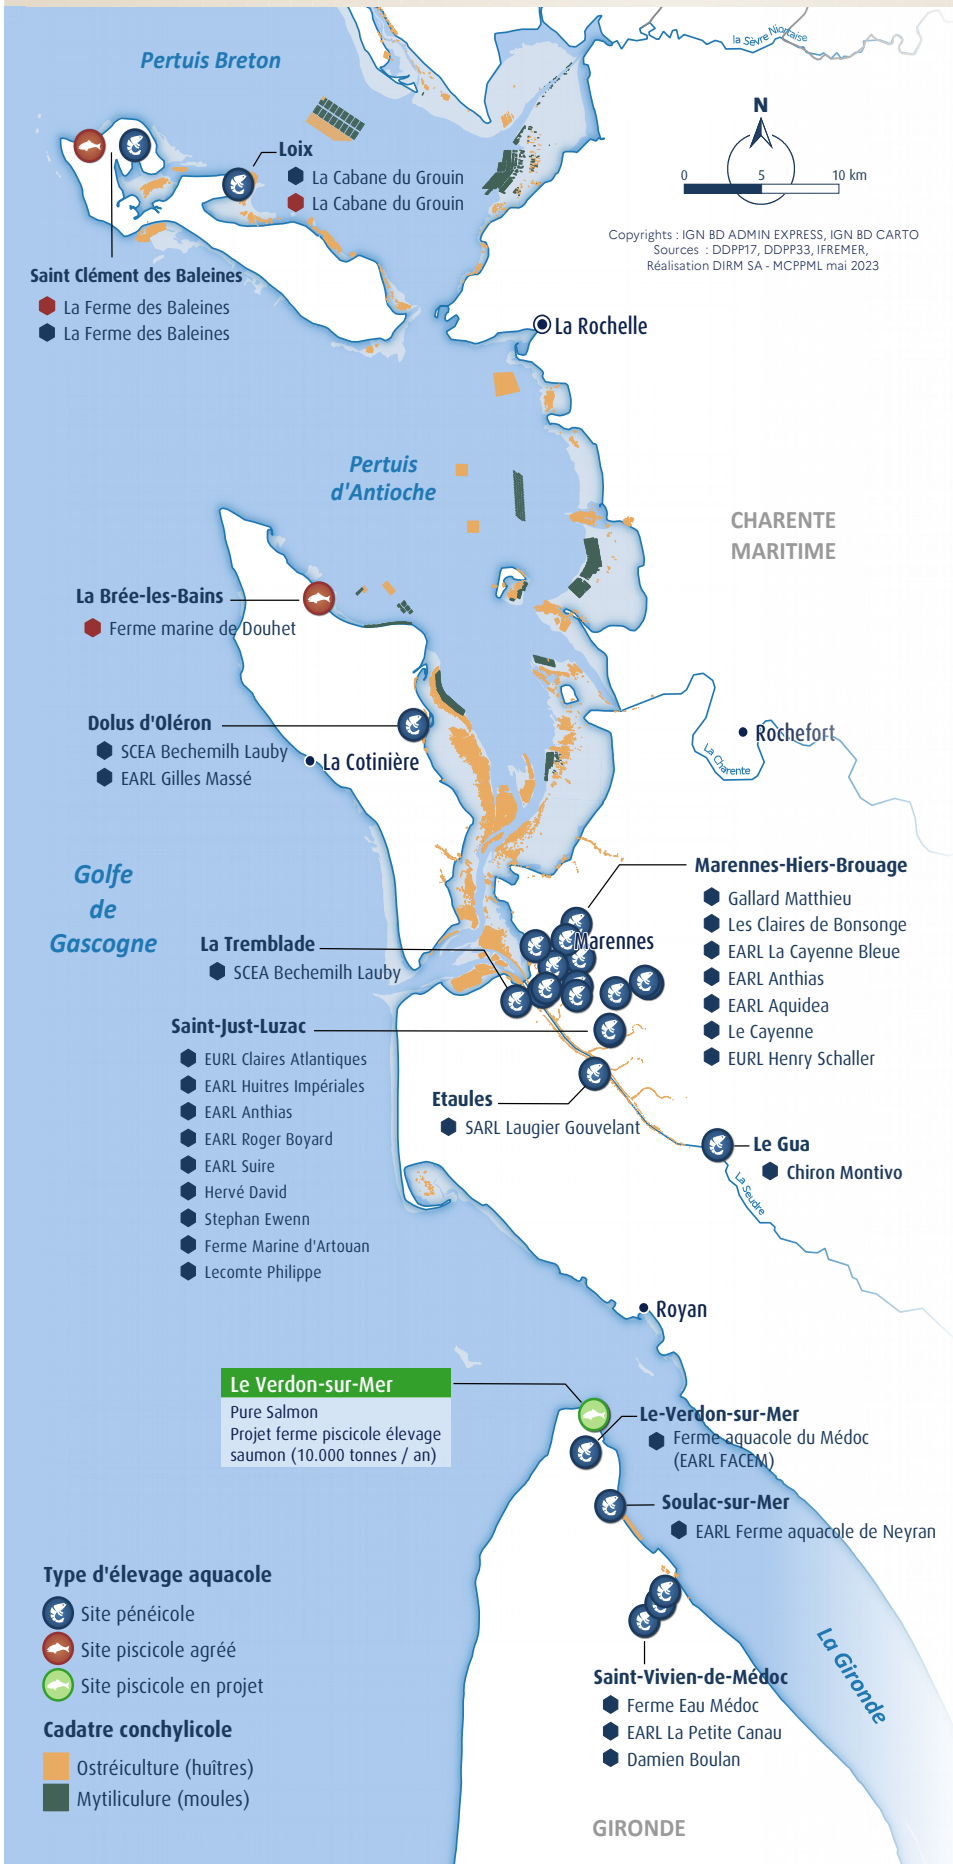 la Sèvre Niortaise
Pertuis Breton
N
0 5 10 km
Loix
La Cabane du Grouin
La Cabane du Grouin
Copyrights : IGN BD ADMIN EXPRESS, IGN BD CARTO
Sources : DDPP17, DDPP33, IFREMER,
Réalisation DIRM SA - MCPPML mai 2023
Saint Clément des Baleines
La Ferme des Baleines
La Ferme des Baleines
La Rochelle
Pertuis
d'Antioche
CHARENTE
MARITIME
La Brée-les-Bains
Ferme marine de Douhet
Dolus d'Oléron
SCEA Bechemilh Lauby
EARL Gilles Massé
La Cotinière
Rochefort
La Charente
Golfe
de
Gascogne
Marennes-Hiers-Brouage
Gallard Matthieu
Les Claires de Bonsonge
EARL La Cayenne Bleue
EARL Anthias
EARL Aquidea
Le Cayenne
EURL Henry Schaller
Marennes
La Tremblade
SCEA Bechemilh Lauby
Saint-Just-Luzac
EURL Claires Atlantiques
EARL Huitres Impériales
EARL Anthias
EARL Roger Boyard
EARL Suire
Hervé David
Stephan Ewenn
Ferme Marine d'Artouan
Lecomte Philippe
Etaules
SARL Laugier Gouvelant
Le Gua
Chiron Montivo
La Seudre
Royan
Le Verdon-sur-Mer
Pure Salmon
Projet ferme piscicole élevage
saumon (10.000 tonnes / an)
Le-Verdon-sur-Mer
Ferme aquacole du Médoc
(EARL FACEM)
Soulac-sur-Mer
EARL Ferme aquacole de Neyran
Saint-Vivien-de-Médoc
Ferme Eau Médoc
EARL La Petite Canau
Damien Boulan
La Gironde
GIRONDE
Type d'élevage aquacole
Site pénéicole
Site piscicole agréé
Site piscicole en projet
Cadatre conchylicole
Ostréiculture (huîtres)
Mytiliculture (moules)